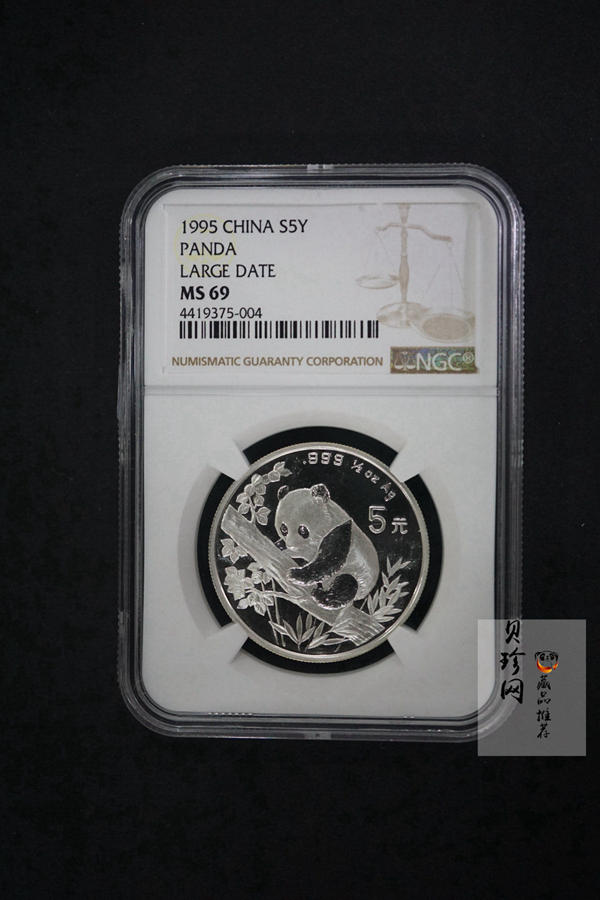 1995 CHINA S5Y
PANDA
LARGE DATE
MS 69
4419375-004
NUMISMATIC GUARANTY CORPORATION
NGC®
.999 ½ oz Ag
5元
贝珍网
藏品推荐